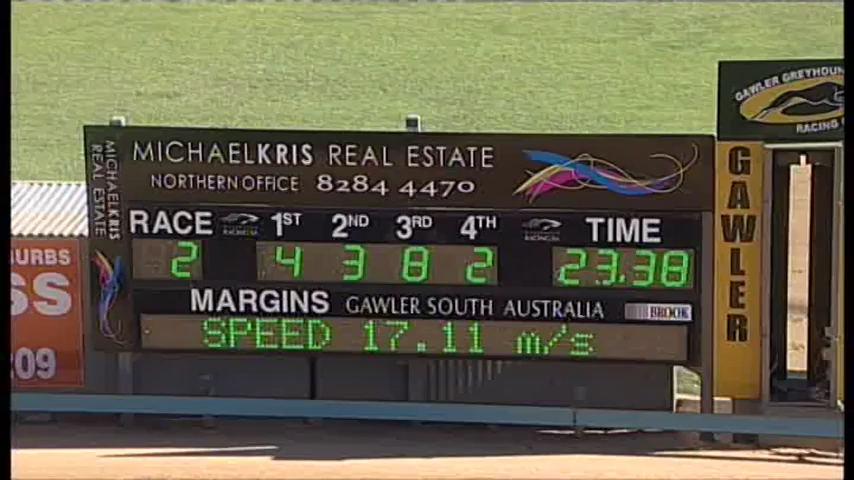 GAWLER GREYHOUND
RACING
MICHAELKRIS REAL ESTATE
NORTHERN OFFICE 8284 4470
MICHAELKRIS
REAL ESTATE
RACE 1ST 2ND 3RD 4TH TIME
2 4 3 8 2 23.38
MARGINS GAWLER SOUTH AUSTRALIA BROOK
SPEED 17.11 m/s
GAWLER
URBS
SS
09